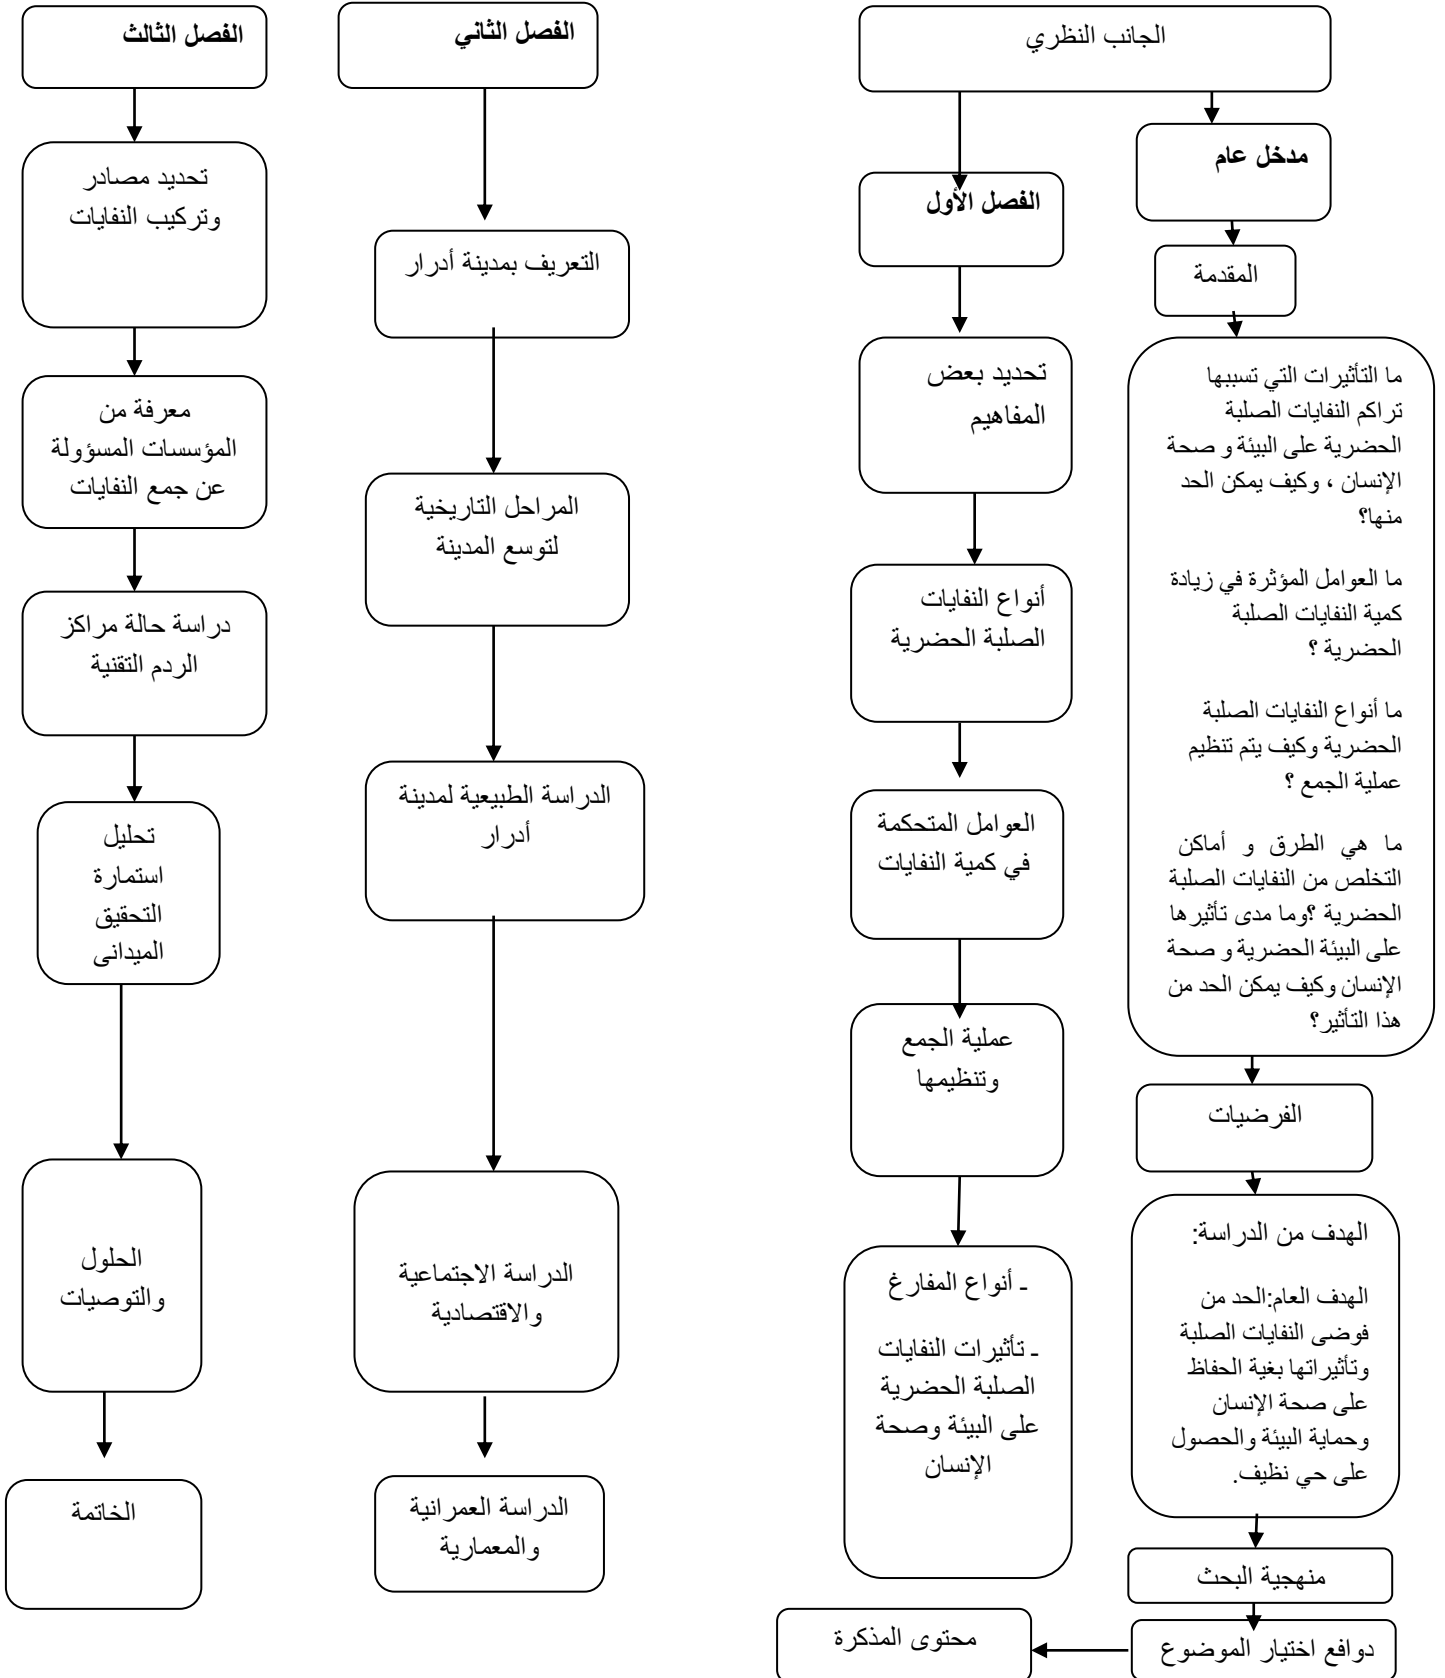 الجانب النظري
مدخل عام
المقدمة
ما التأثيرات التي تسببها
تراكم النفايات الصلبة
الحضرية على البيئة و صحة
الإنسان ، وكيف يمكن الحد
منها؟
ما العوامل المؤثرة في زيادة
كمية النفايات الصلبة
الحضرية ؟
ما أنواع النفايات الصلبة
الحضرية وكيف يتم تنظيم
عملية الجمع ؟
ما هي الطرق و أماكن
التخلص من النفايات الصلبة
الحضرية ؟وما مدى تأثيرها
على البيئة الحضرية و صحة
الإنسان وكيف يمكن الحد من
هذا التأثير؟
الفرضيات
الهدف من الدراسة:
الهدف العام:الحد من
فوضى النفايات الصلبة
وتأثيراتها بغية الحفاظ
على صحة الإنسان
وحماية البيئة والحصول
على حي نظيف.
منهجية البحث
دوافع اختيار الموضوع
محتوى المذكرة
الفصل الأول
تحديد بعض
المفاهيم
أنواع النفايات
الصلبة الحضرية
العوامل المتحكمة
في كمية النفايات
عملية الجمع
وتنظيمها
ـ أنواع المفارغ
ـ تأثيرات النفايات
الصلبة الحضرية
على البيئة وصحة
الإنسان
الفصل الثاني
التعريف بمدينة أدرار
المراحل التاريخية
لتوسع المدينة
الدراسة الطبيعية لمدينة
أدرار
الدراسة الاجتماعية
والاقتصادية
الدراسة العمرانية
والمعمارية
الفصل الثالث
تحديد مصادر
وتركيب النفايات
معرفة من
المؤسسات المسؤولة
عن جمع النفايات
دراسة حالة مراكز
الردم التقنية
تحليل
استمارة
التحقيق
الميدانى
الحلول
والتوصيات
الخاتمة